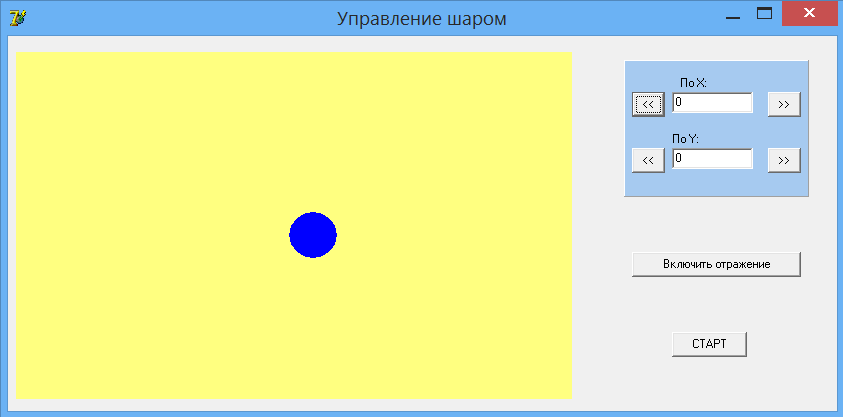 Управление шаром
По X:
<< 0 >>
По Y:
<< 0 >>
Включить отражение
СТАРТ